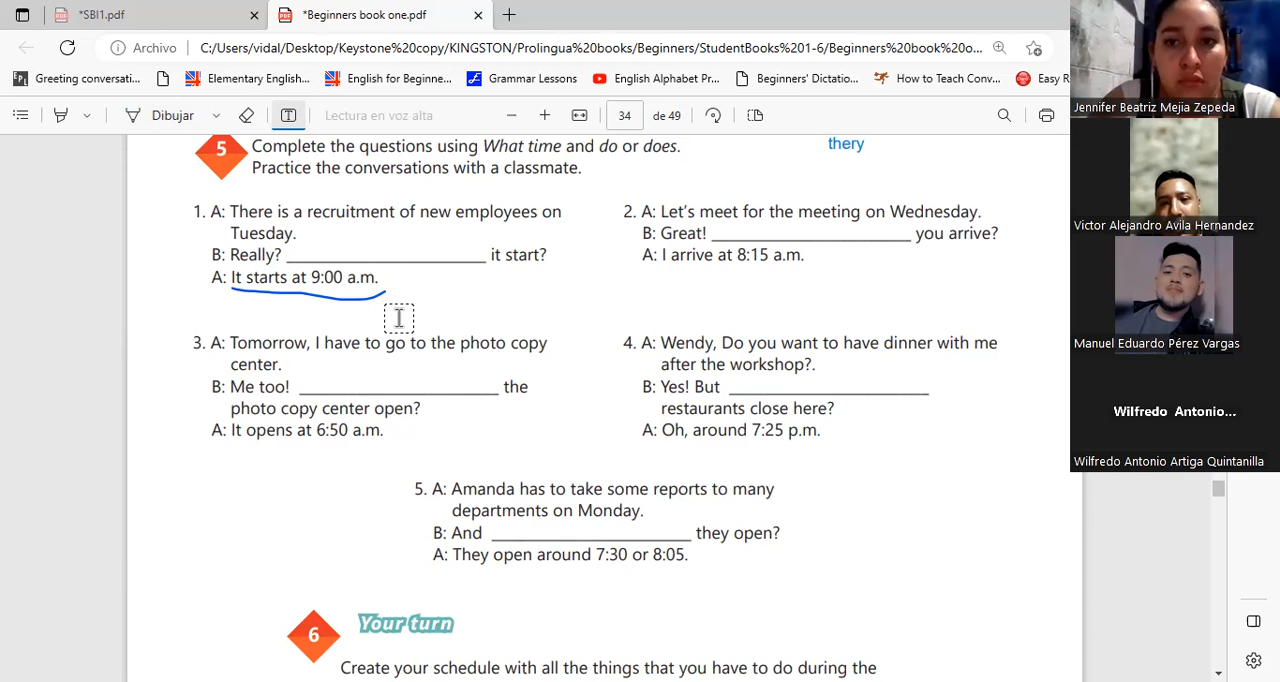 *SBI1.pdf
*Beginners book one.pdf
Archivo C:/Users/vidal/Desktop/Keystone%20copy/KINGSTON/Prolingua%20books/Beginners/StudentBooks%201-6/Beginners%20book%20o...
Greeting conversati...
Elementary English...
English for Beginne...
Grammar Lessons
English Alphabet Pr...
Beginners' Dictatio...
How to Teach Conv...
Easy R
Dibujar
Lectura en voz alta
34 de 49
5 Complete the questions using What time and do or does.
Practice the conversations with a classmate.
thery
1. A: There is a recruitment of new employees on
Tuesday.
B: Really? ______________________ it start?
A: It starts at 9:00 a.m.
2. A: Let's meet for the meeting on Wednesday.
B: Great! ______________________ you arrive?
A: I arrive at 8:15 a.m.
3. A: Tomorrow, I have to go to the photo copy
center.
B: Me too! ______________________ the
photo copy center open?
A: It opens at 6:50 a.m.
4. A: Wendy, Do you want to have dinner with me
after the workshop?.
B: Yes! But ______________________
restaurants close here?
A: Oh, around 7:25 p.m.
5. A: Amanda has to take some reports to many
departments on Monday.
B: And ______________________ they open?
A: They open around 7:30 or 8:05.
6 Your turn
Create your schedule with all the things that you have to do during the
Jennifer Beatriz Mejia Zepeda
Victor Alejandro Avila Hernandez
Manuel Eduardo Pérez Vargas
Wilfredo Antonio...
Wilfredo Antonio Artiga Quintanilla